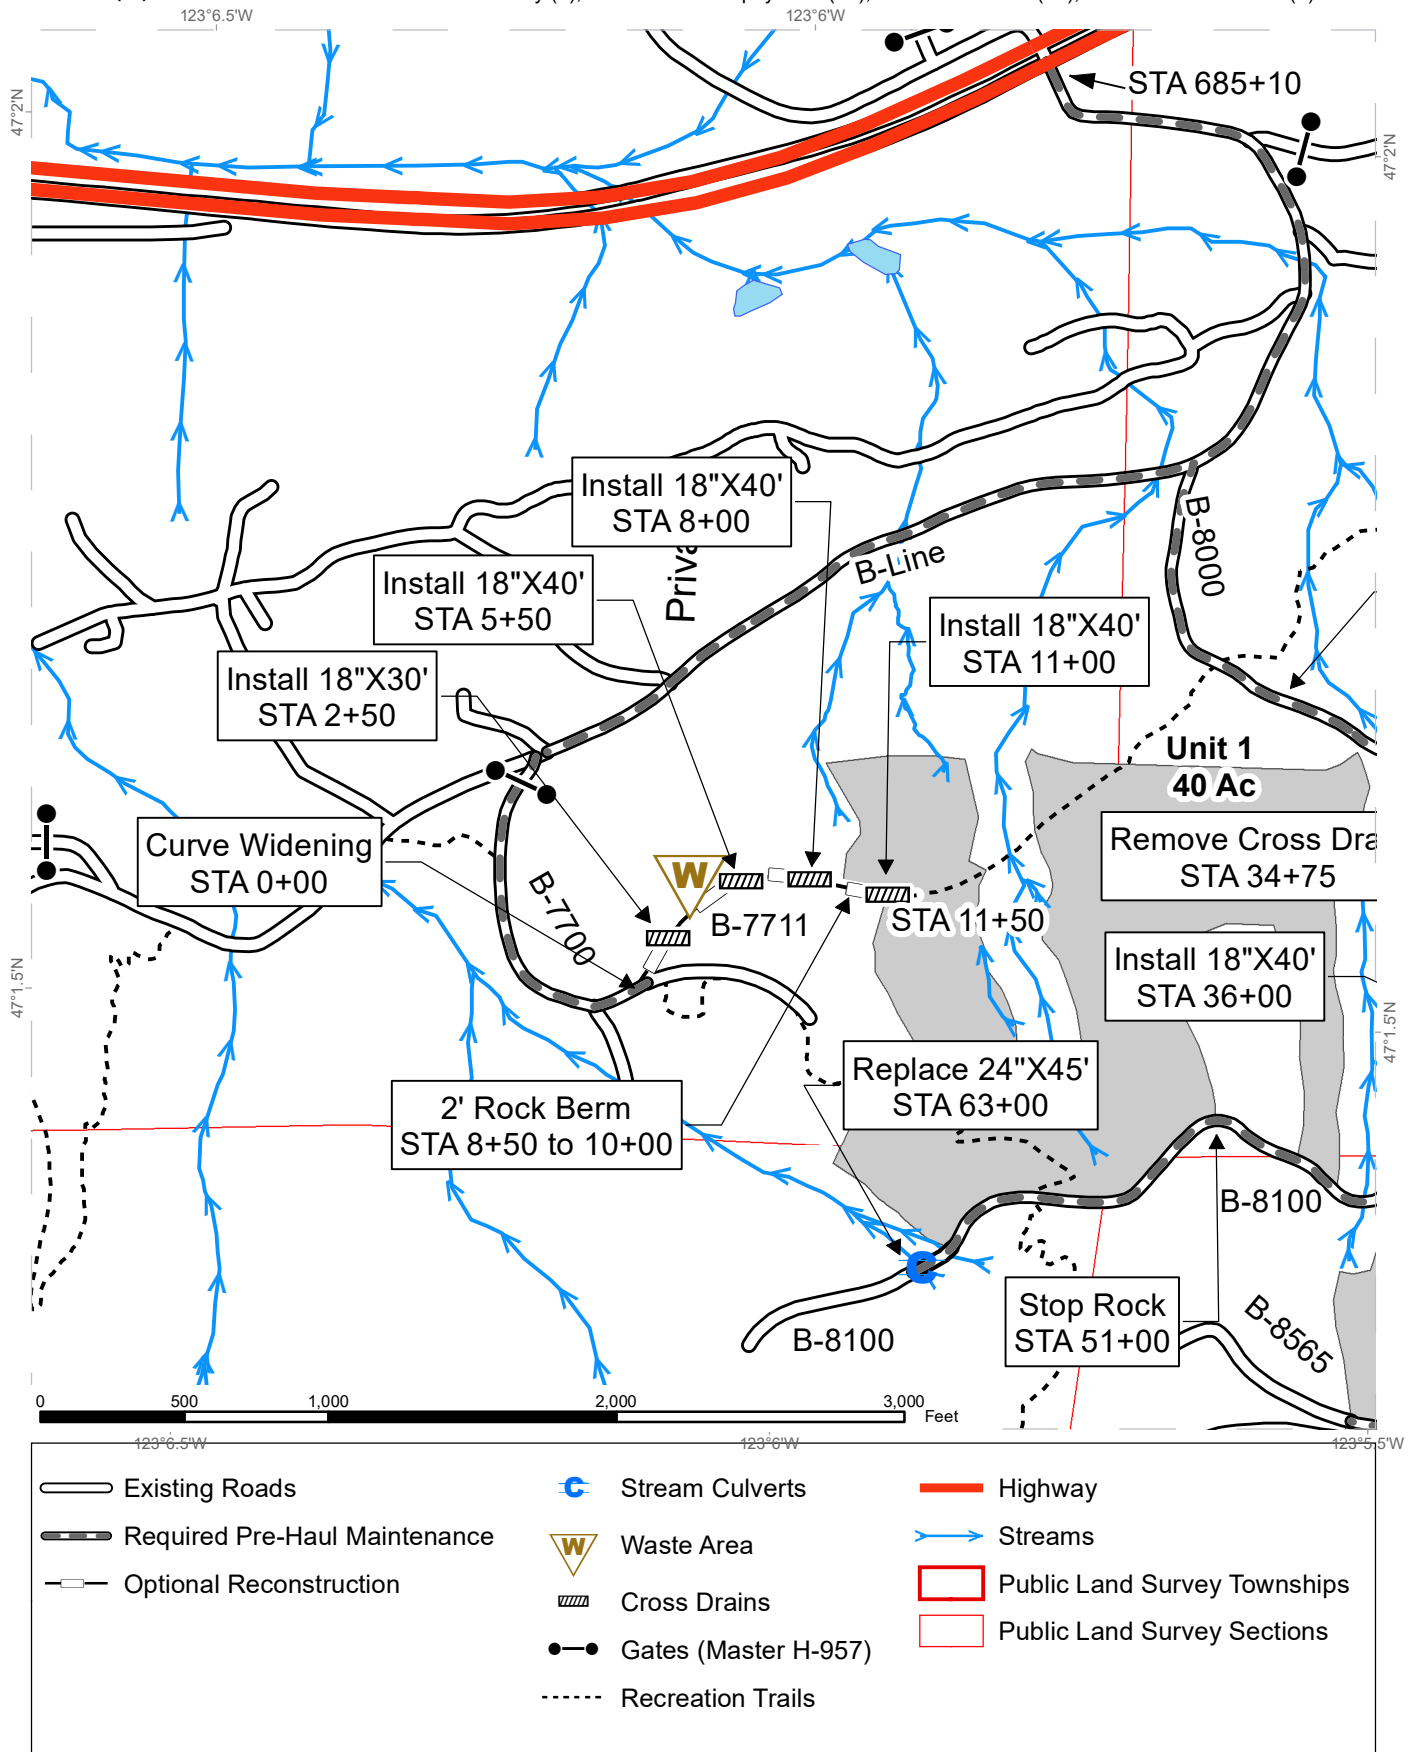 123°6.5'W
123°6'W
47°2'N
47°2'N
STA 685+10
Install 18"X40'
STA 8+00
B-Line
B-8000
Install 18"X40'
STA 5+50
Install 18"X40'
STA 11+00
Install 18"X30'
STA 2+50
Unit 1
40 Ac
Curve Widening
STA 0+00
Remove Cross Dra
STA 34+75
W
B-7700
B-7711
STA 11+50
Install 18"X40'
STA 36+00
47°1.5'N
47°1.5'N
Replace 24"X45'
STA 63+00
2' Rock Berm
STA 8+50 to 10+00
B-8100
C
Stop Rock
STA 51+00
B-8565
B-8100
0 500 1,000 2,000 3,000
Feet
123°6.5'W
123°6'W
123°5.5'W
Existing Roads
Required Pre-Haul Maintenance
Optional Reconstruction
C Stream Culverts
W Waste Area
Cross Drains
Gates (Master H-957)
Recreation Trails
Highway
Streams
Public Land Survey Townships
Public Land Survey Sections